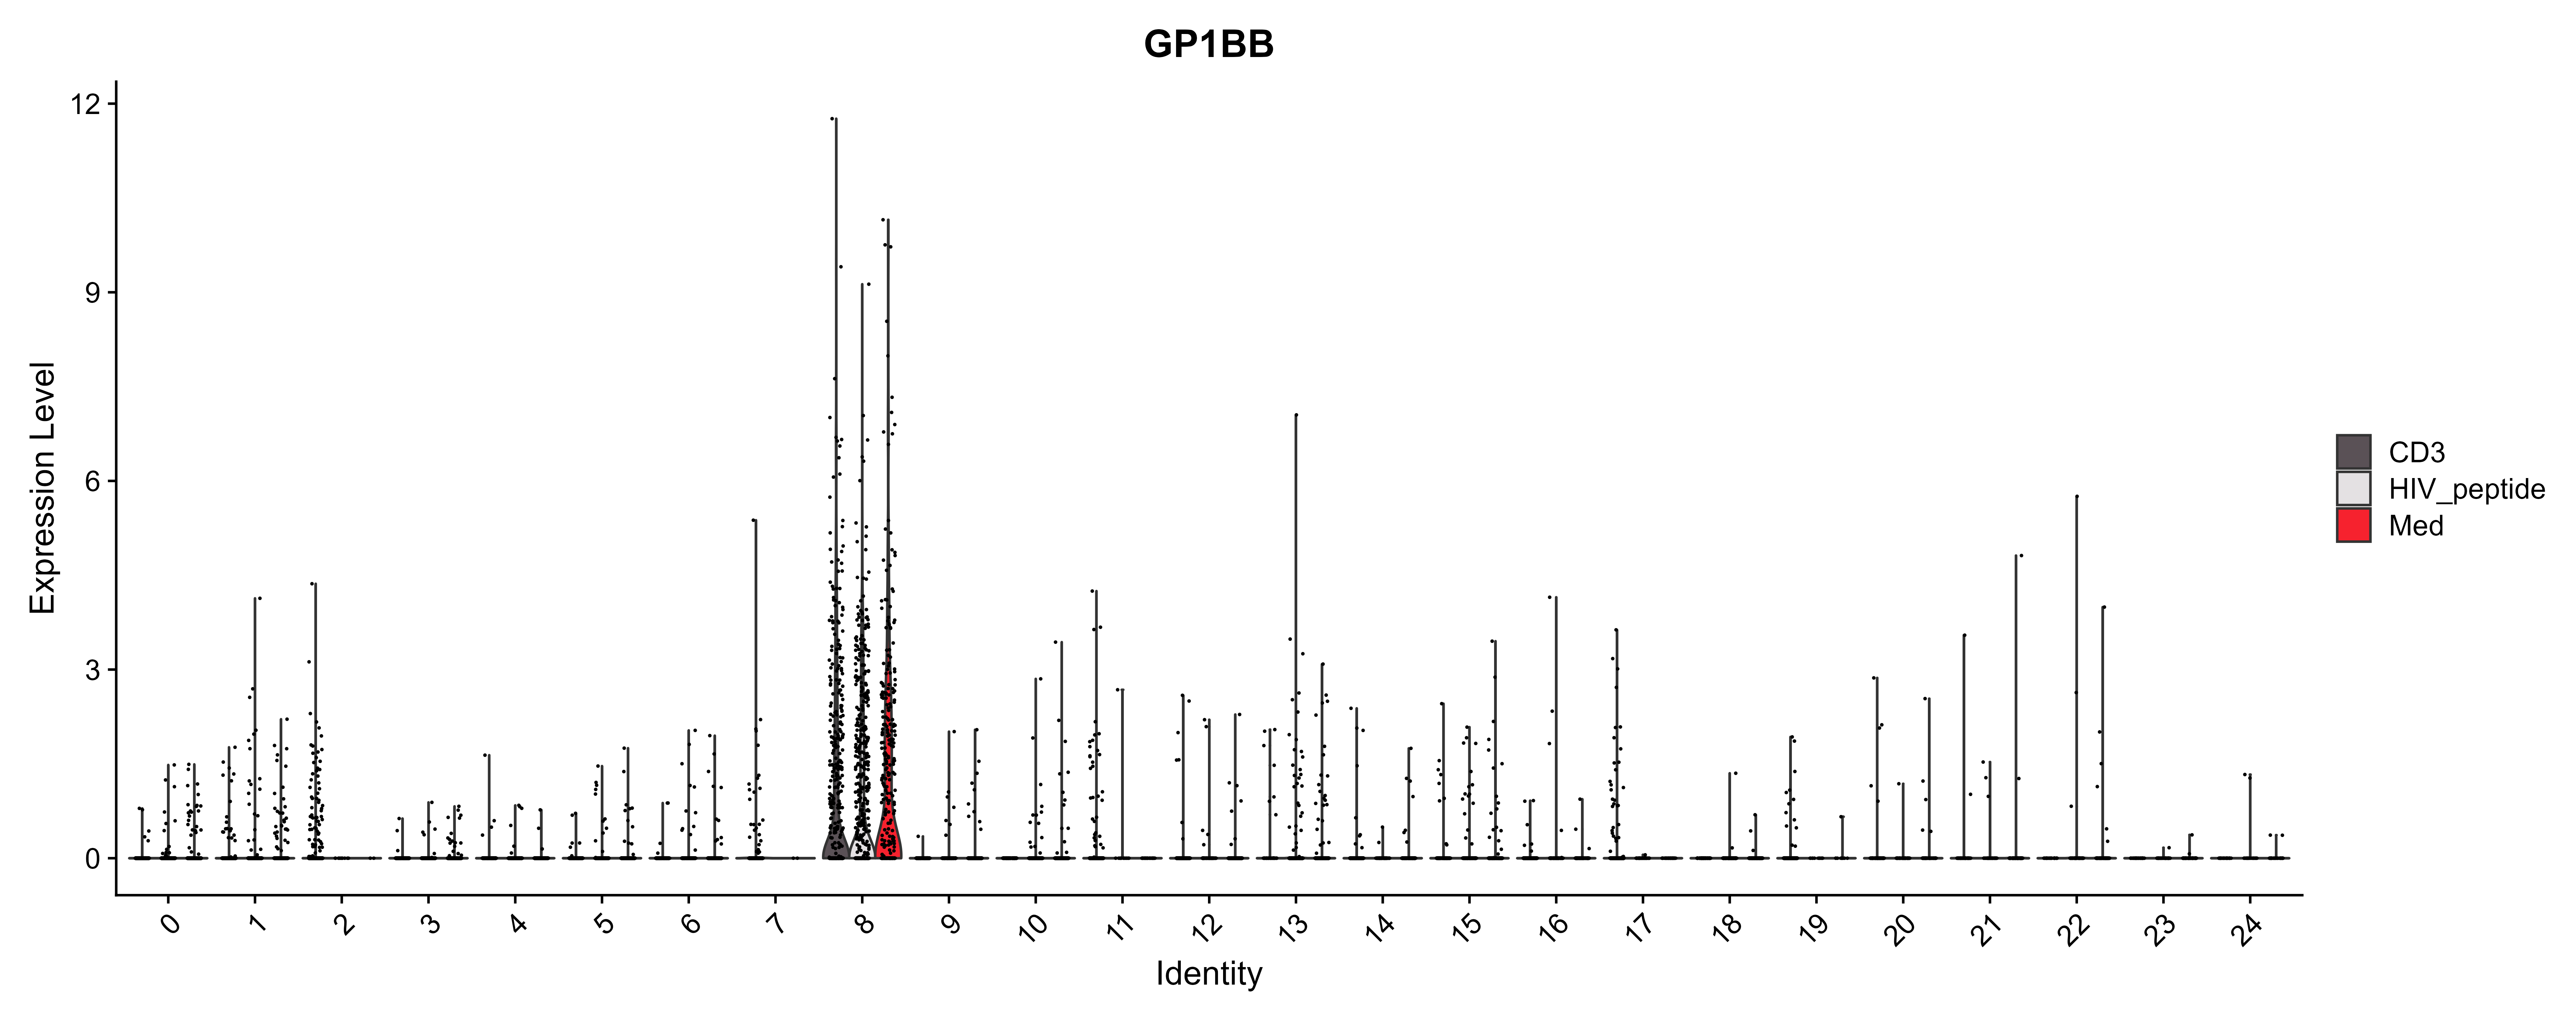 GP1BB
Expression Level
12
9
6
3
0
0 1 2 3 4 5 6 7 8 9 10 11 12 13 14 15 16 17 18 19 20 21 22 23 24
Identity
CD3
HIV_peptide
Med